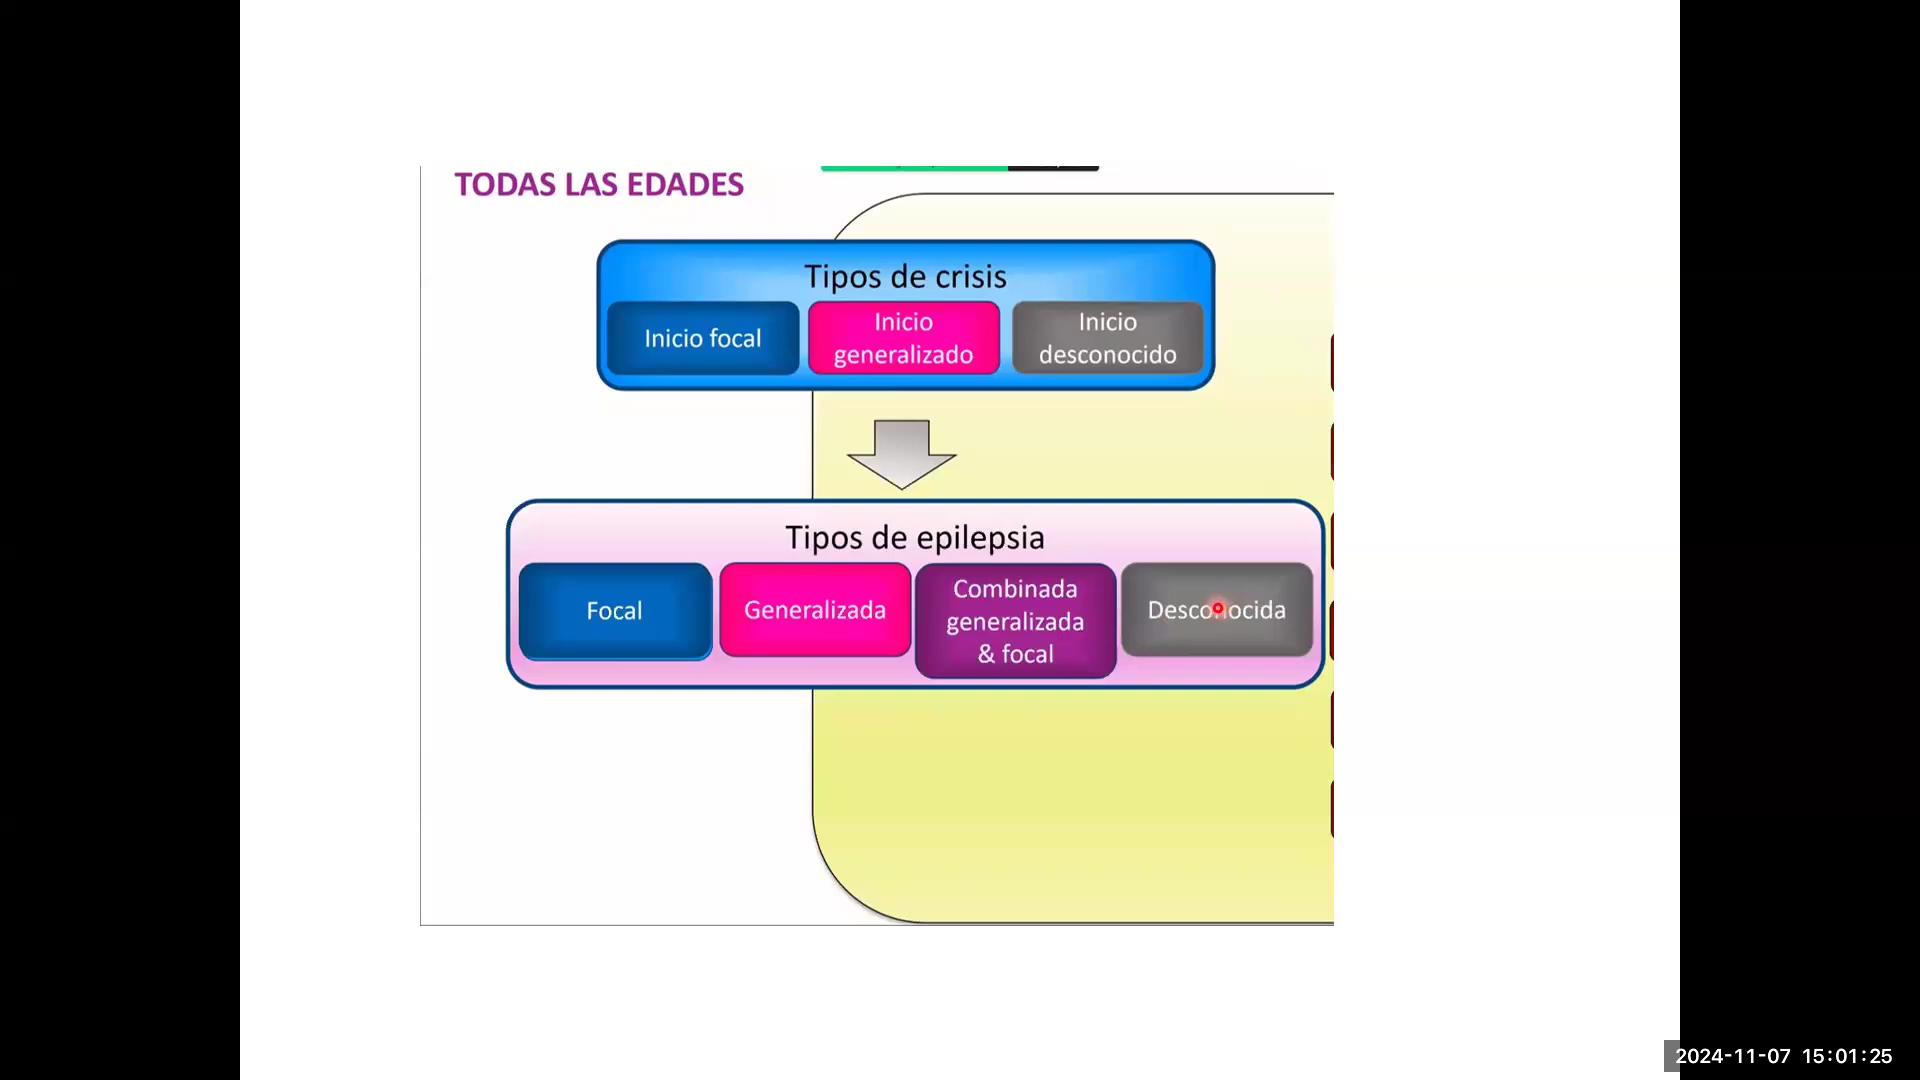 TODAS LAS EDADES
Tipos de crisis
Inicio focal
Inicio
generalizado
Inicio
desconocido
Tipos de epilepsia
Focal
Generalizada
Combinada
generalizada
& focal
Desconocida
2024-11-07 15:01:25